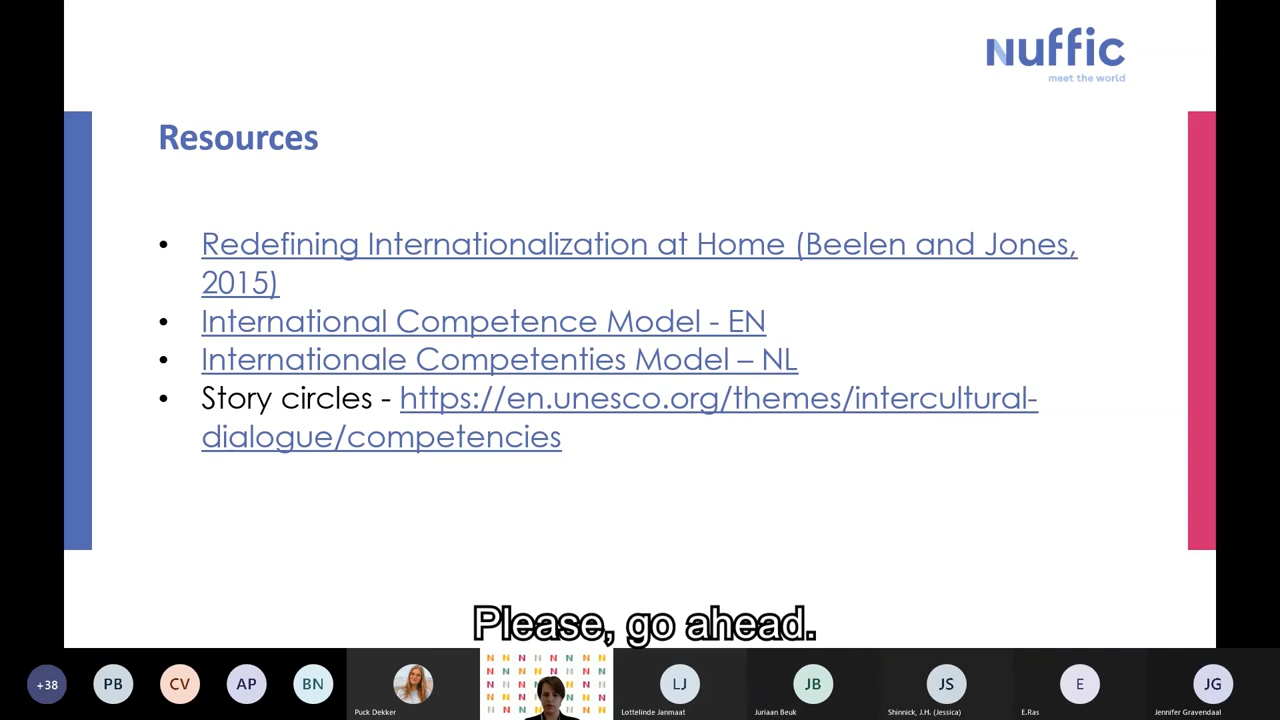 Nuffic
meet the world
Resources
• Redefining Internationalization at Home (Beelen and Jones,
2015)
• International Competence Model - EN
• Internationale Competenties Model – NL
• Story circles - https://en.unesco.org/themes/intercultural-
dialogue/competencies
Please, go ahead.
+38
PB
CV
AP
BN
Puck Dekker
LJ
Lottelinde Janmaat
JB
Juriaan Beuk
JS
Shinnick, J.H. (Jessica)
E
E.Ras
JG
Jennifer Gravendaal